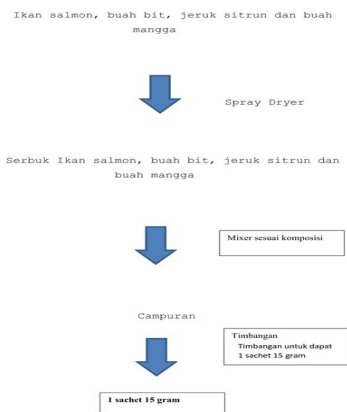 Ikan salmon, buah bit, jeruk sitrun dan buah
mangga
Spray Dryer
Serbuk Ikan salmon, buah bit, jeruk sitrun dan
buah mangga
Mixer sesuai komposisi
Campuran
Timbangan
Timbangan untuk dapat
1 sachet 15 gram
1 sachet 15 gram